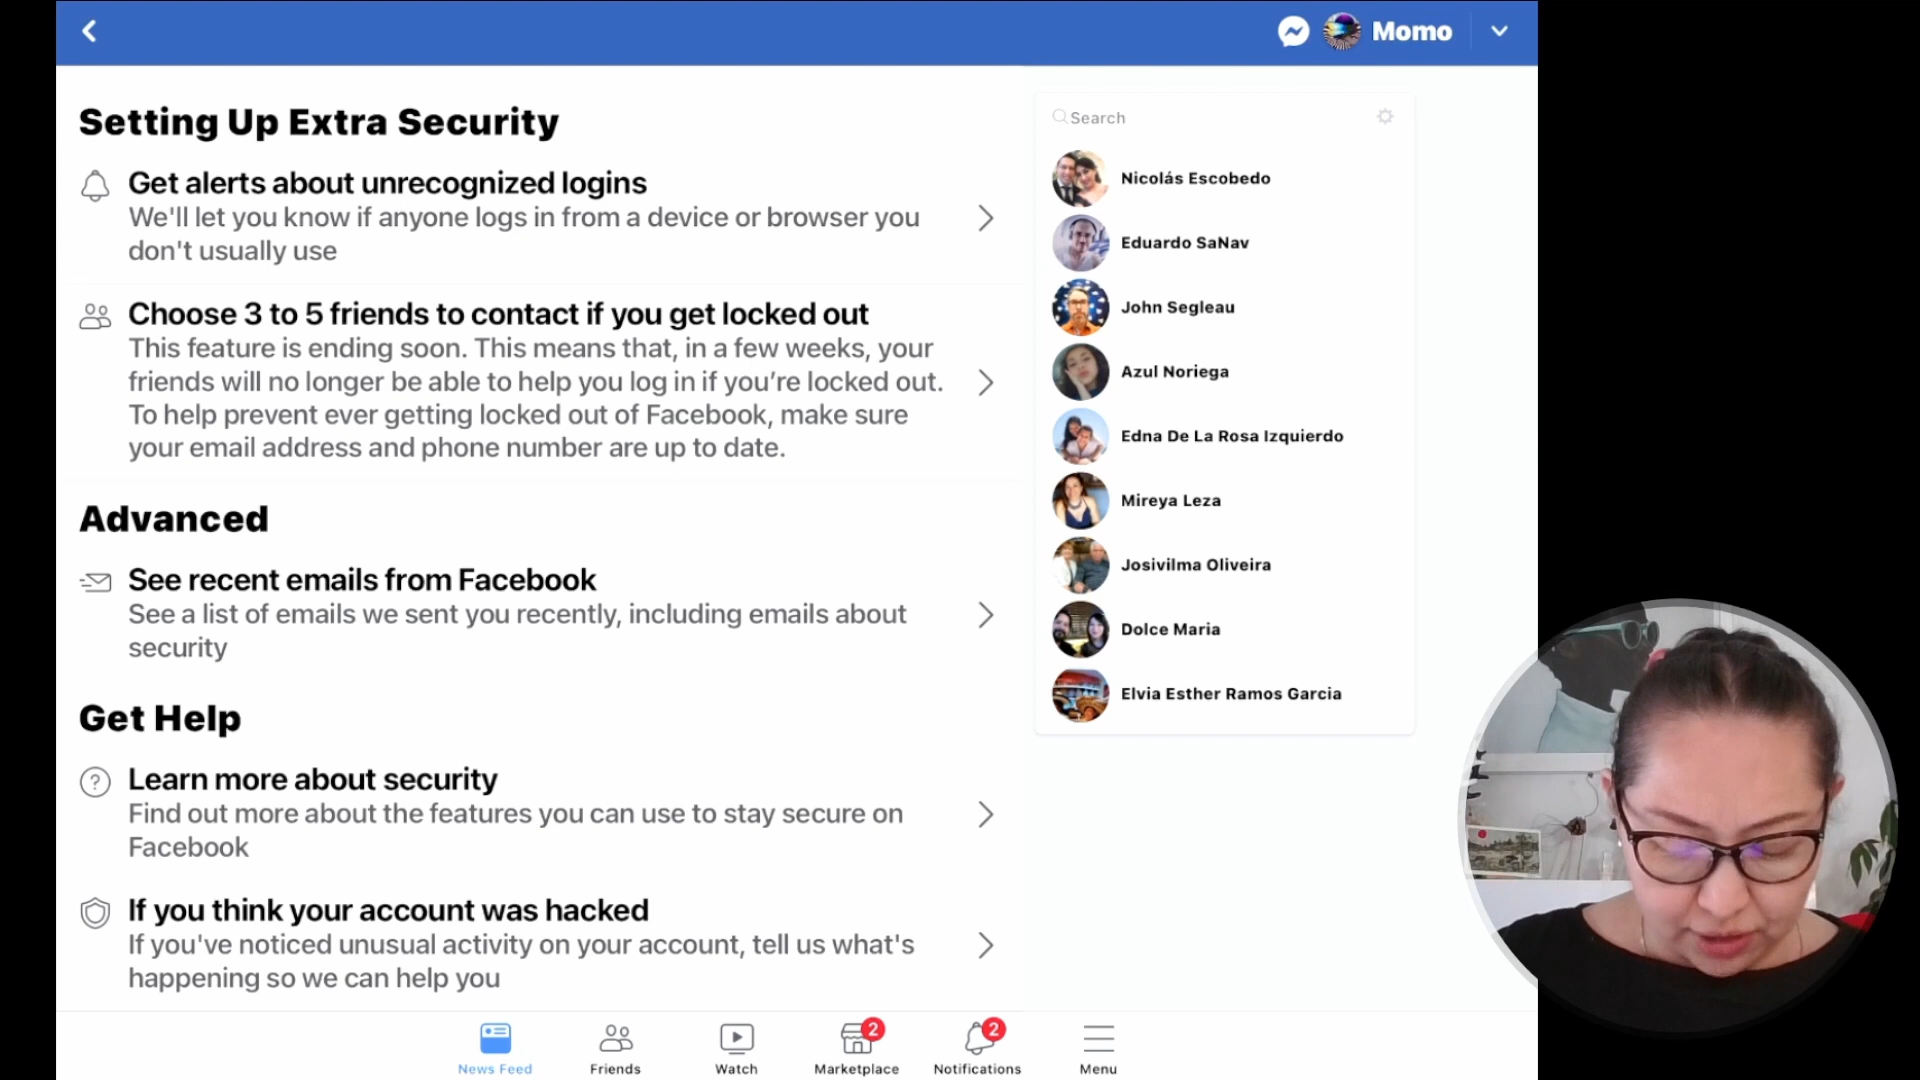 Momo
Setting Up Extra Security
Get alerts about unrecognized logins
We'll let you know if anyone logs in from a device or browser you
don't usually use
Choose 3 to 5 friends to contact if you get locked out
This feature is ending soon. This means that, in a few weeks, your
friends will no longer be able to help you log in if you’re locked out.
To help prevent ever getting locked out of Facebook, make sure
your email address and phone number are up to date.
Advanced
See recent emails from Facebook
See a list of emails we sent you recently, including emails about
security
Get Help
Learn more about security
Find out more about the features you can use to stay secure on
Facebook
If you think your account was hacked
If you've noticed unusual activity on your account, tell us what's
happening so we can help you
Search
Nicolás Escobedo
Eduardo SaNav
John Segleau
Azul Noriega
Edna De La Rosa Izquierdo
Mireya Leza
Josivilma Oliveira
Dolce Maria
Elvia Esther Ramos Garcia
2
2
News Feed
Friends
Watch
Marketplace
Notifications
Menu